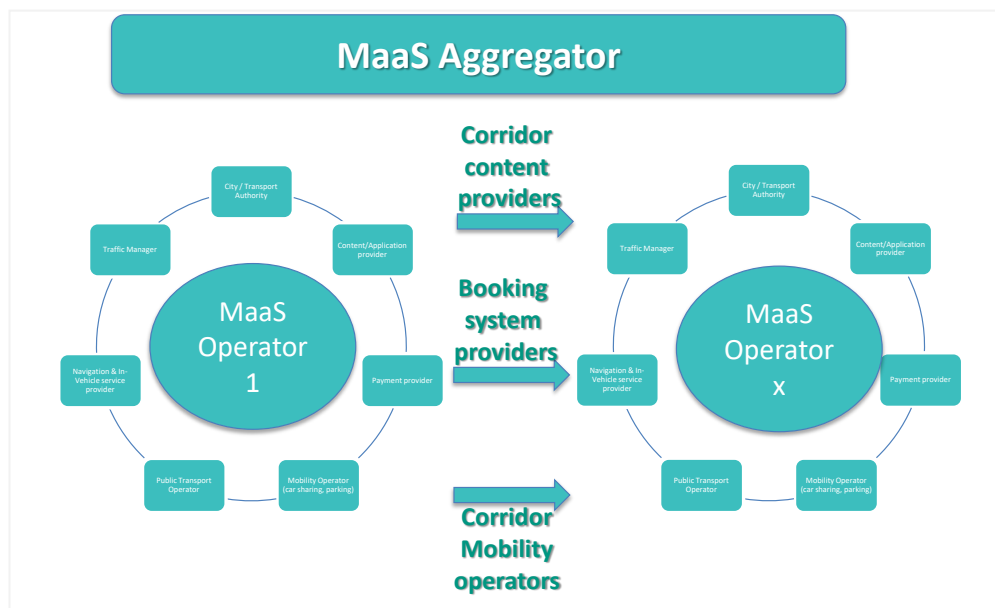 MaaS Aggregator
City / Transport
Authority
Traffic Manager
Content/Application
provider
MaaS
Operator
1
Navigation & In-
Vehicle service
provider
Payment provider
Public Transport
Operator
Mobility Operator
(car sharing, parking)
Corridor
content
providers
Booking
system
providers
Corridor
Mobility
operators
City / Transport
Authority
Traffic Manager
Content/Application
provider
MaaS
Operator
x
Navigation & In-
Vehicle service
provider
Payment provider
Public Transport
Operator
Mobility Operator
(car sharing, parking)